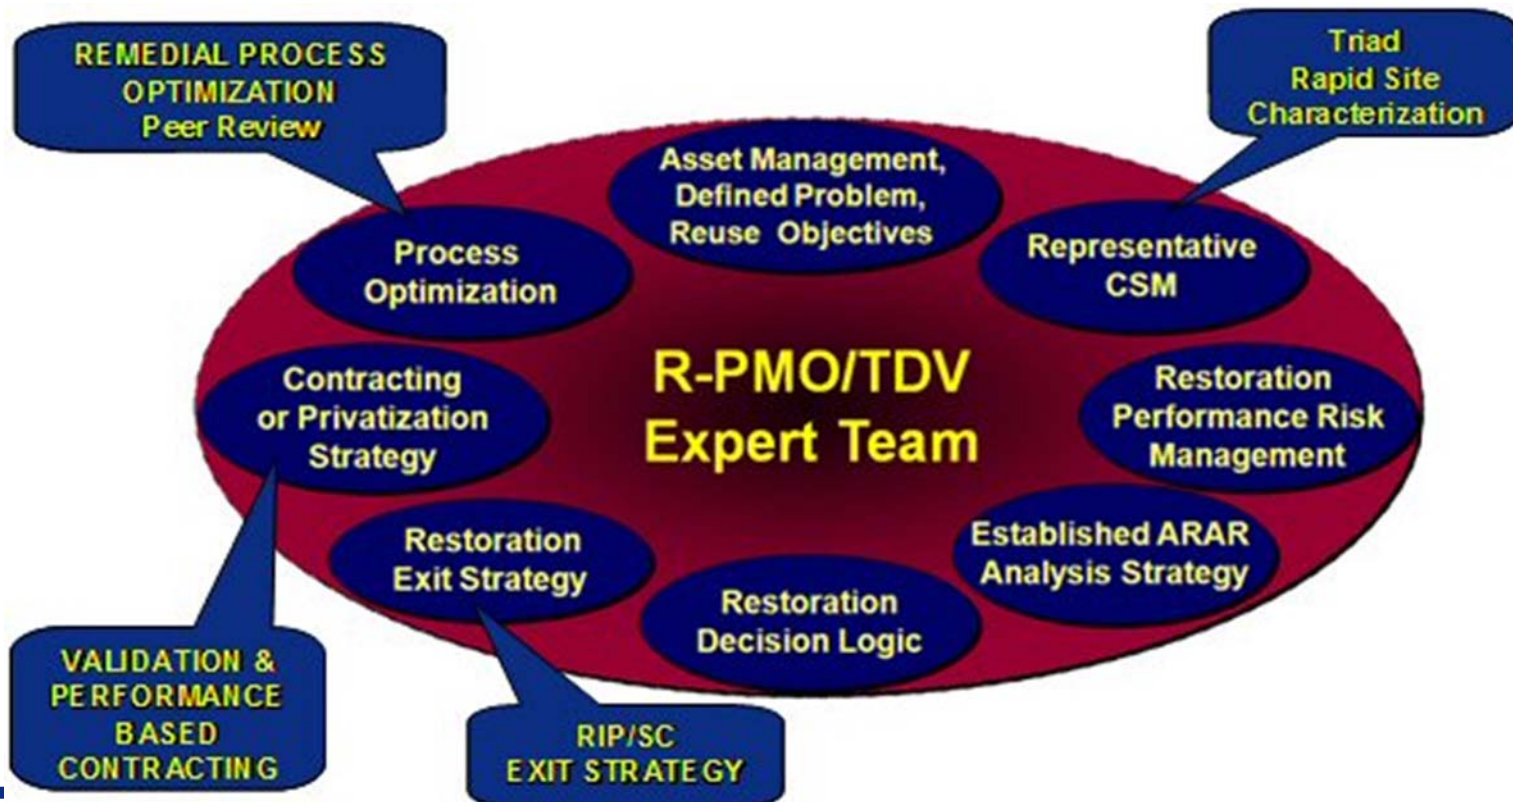 REMEDIAL PROCESS
OPTIMIZATION
Peer Review
Triad
Rapid Site
Characterization
Asset Management,
Defined Problem,
Reuse Objectives
Process
Optimization
Representative
CSM
R-PMO/TDV
Expert Team
Contracting
or Privatization
Strategy
Restoration
Performance Risk
Management
Restoration
Exit Strategy
Established ARAR
Analysis Strategy
Restoration
Decision Logic
VALIDATION &
PERFORMANCE
BASED
CONTRACTING
RIP/SC
EXIT STRATEGY